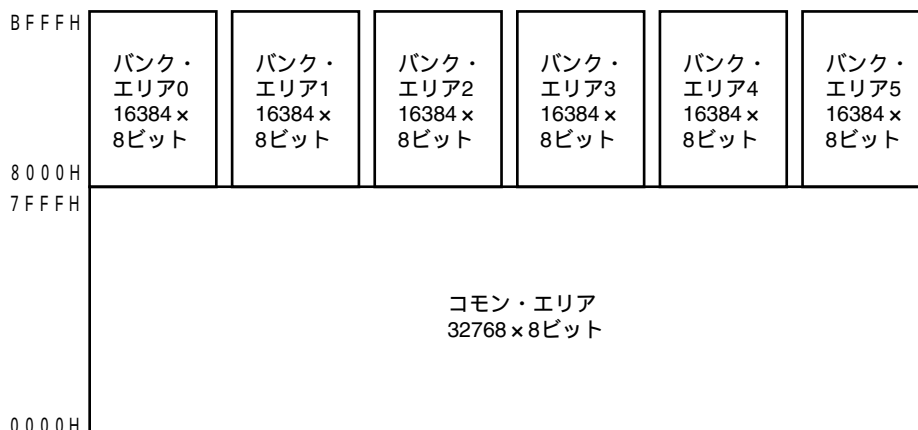 BFFFH
バンク・
エリア0
16384×
8ビット
バンク・
エリア1
16384×
8ビット
バンク・
エリア2
16384×
8ビット
バンク・
エリア3
16384×
8ビット
バンク・
エリア4
16384×
8ビット
バンク・
エリア5
16384×
8ビット
8000H
7FFFH
コモン・エリア
32768×8ビット
0000H